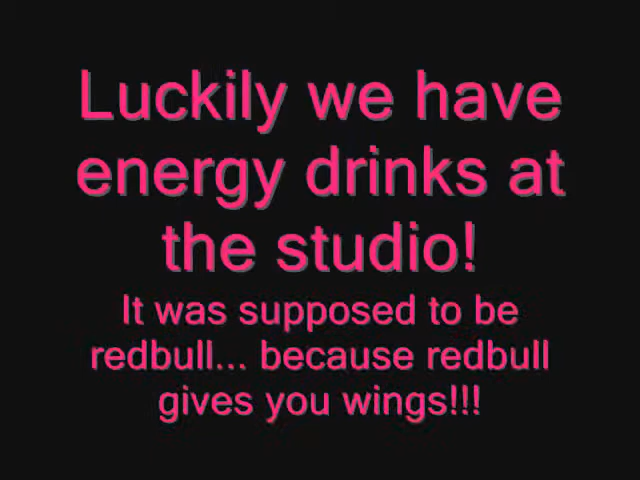 Luckily we have
energy drinks at
the studio!
It was supposed to be
redbull... because redbull
gives you wings!!!